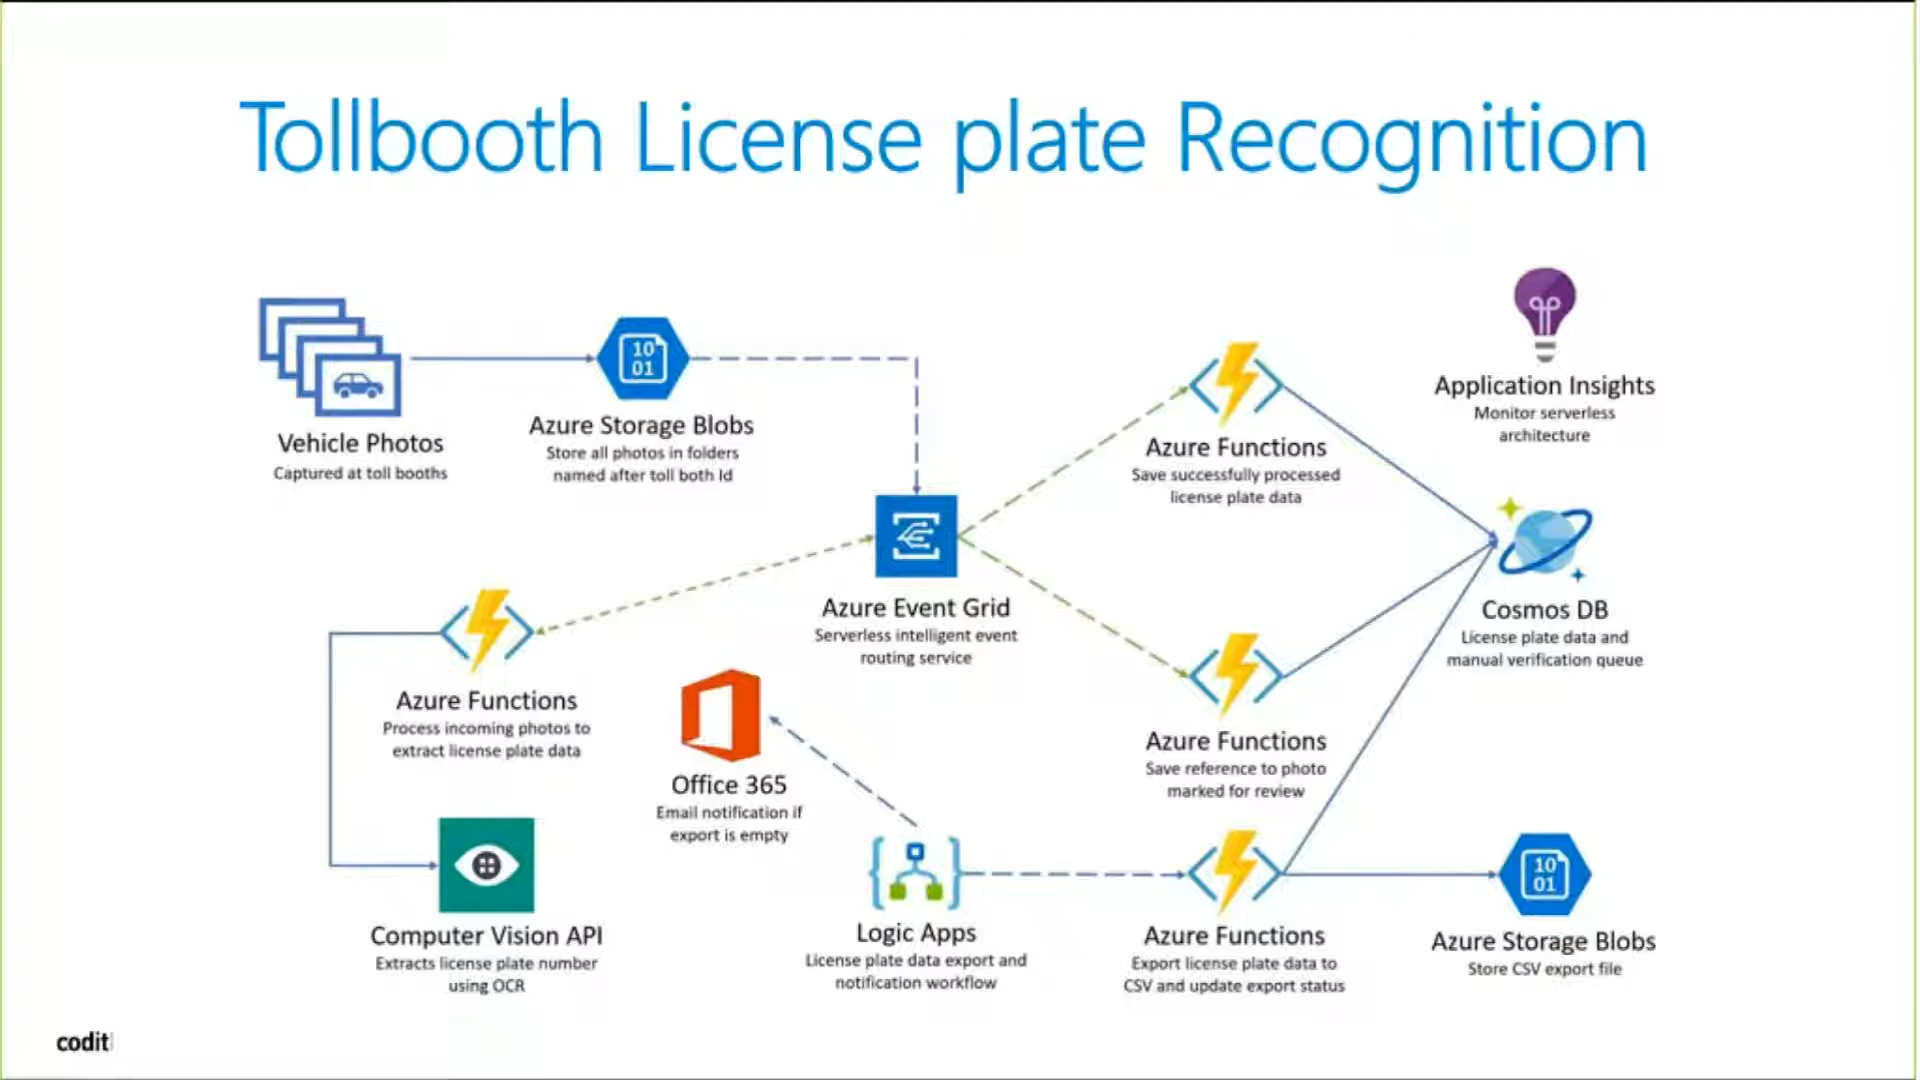 Tollbooth License plate Recognition
Vehicle Photos
Captured at toll booths
10
01
Azure Storage Blobs
Store all photos in folders
named after toll both Id
Azure Event Grid
Serverless intelligent event
routing service
Azure Functions
Save successfully processed
license plate data
Application Insights
Monitor serverless
architecture
Cosmos DB
License plate data and
manual verification queue
Azure Functions
Process incoming photos to
extract license plate data
Office 365
Email notification if
export is empty
Azure Functions
Save reference to photo
marked for review
Computer Vision API
Extracts license plate number
using OCR
Logic Apps
License plate data export and
notification workflow
Azure Functions
Export license plate data to
CSV and update export status
10
01
Azure Storage Blobs
Store CSV export file
codit